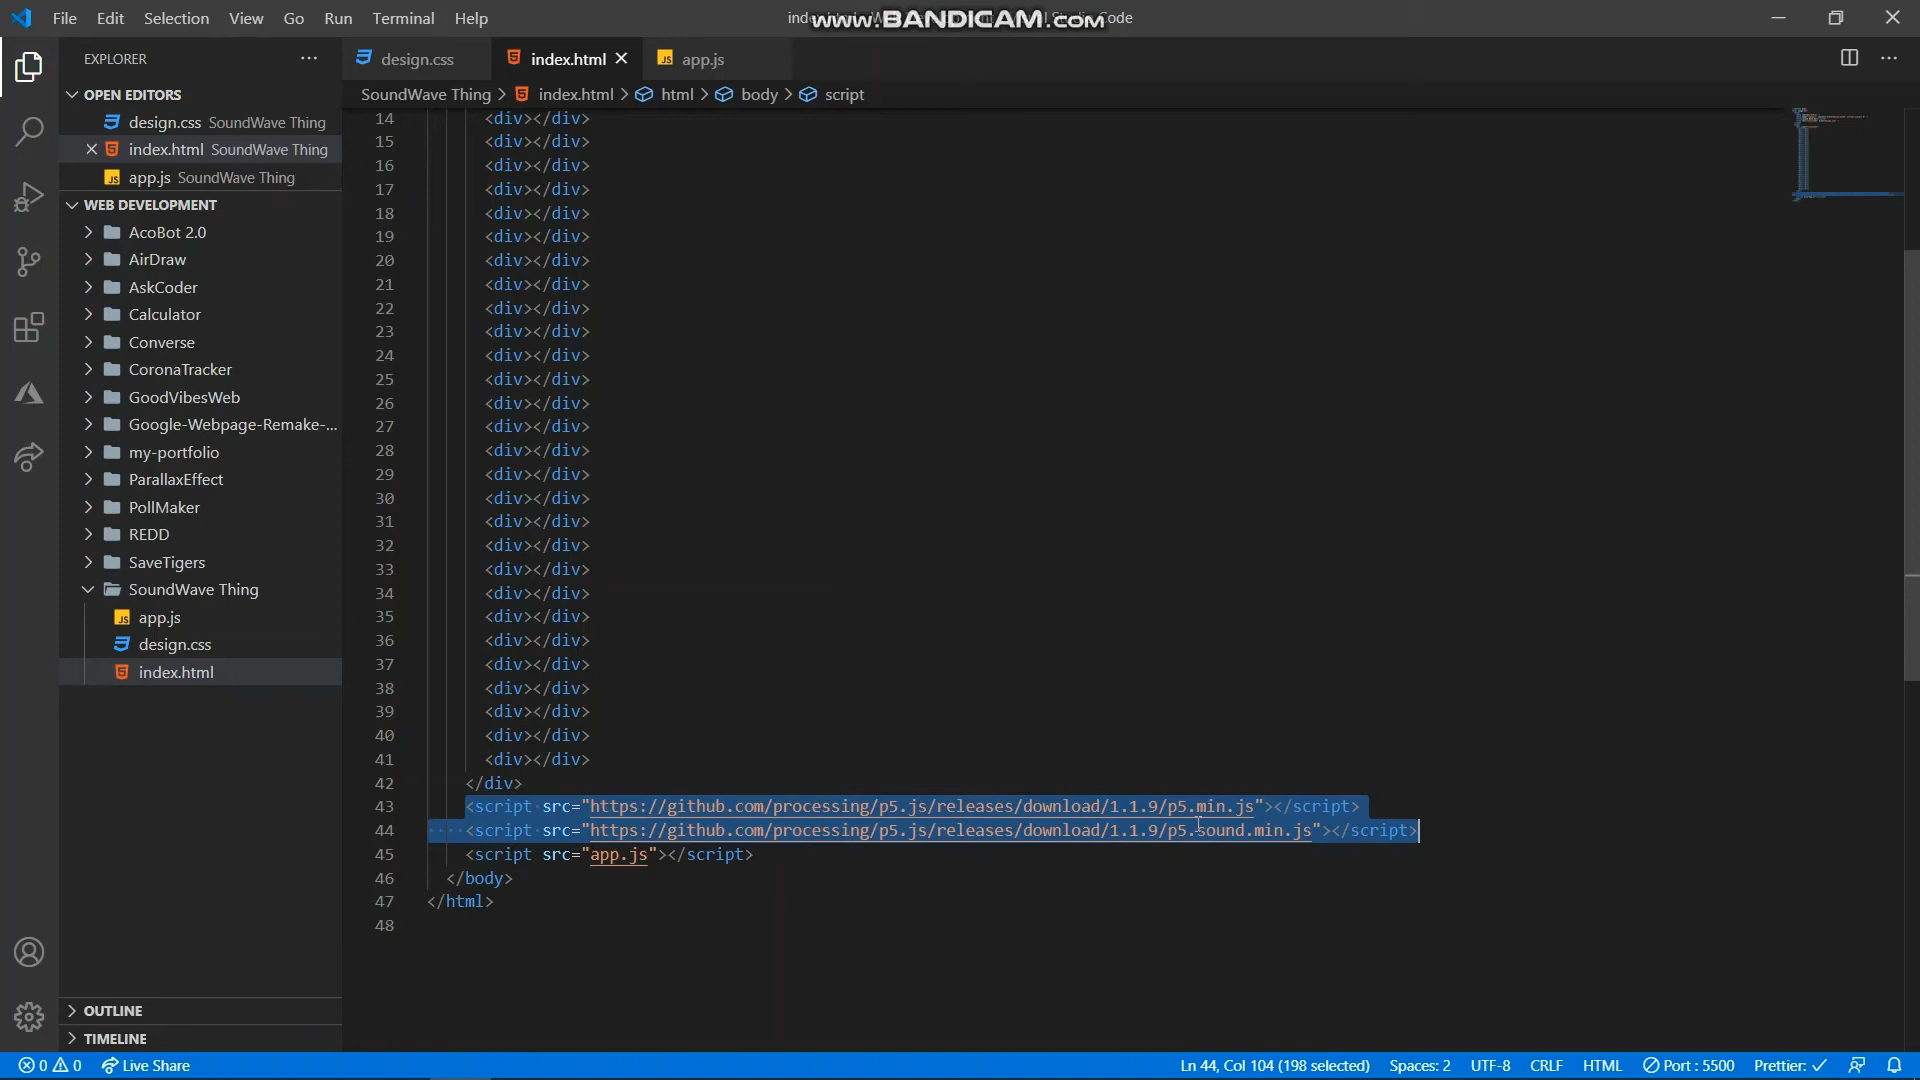 File Edit Selection View Go Run Terminal Help
www.BANDICAM.com
Code
EXPLORER
design.css
index.html
app.js
OPEN EDITORS
design.css SoundWave Thing
index.html SoundWave Thing
app.js SoundWave Thing
SoundWave Thing > index.html > html > body > script
WEB DEVELOPMENT
AcoBot 2.0
AirDraw
AskCoder
Calculator
Converse
CoronaTracker
GoodVibesWeb
Google-Webpage-Remake-...
my-portfolio
ParallaxEffect
PollMaker
REDD
SaveTigers
SoundWave Thing
app.js
design.css
index.html
OUTLINE
TIMELINE
14 <div></div>
15 <div></div>
16 <div></div>
17 <div></div>
18 <div></div>
19 <div></div>
20 <div></div>
21 <div></div>
22 <div></div>
23 <div></div>
24 <div></div>
25 <div></div>
26 <div></div>
27 <div></div>
28 <div></div>
29 <div></div>
30 <div></div>
31 <div></div>
32 <div></div>
33 <div></div>
34 <div></div>
35 <div></div>
36 <div></div>
37 <div></div>
38 <div></div>
39 <div></div>
40 <div></div>
41 <div></div>
42 </div>
43 <script src="https://github.com/processing/p5.js/releases/download/1.1.9/p5.min.js"></script>
44 <script src="https://github.com/processing/p5.js/releases/download/1.1.9/p5.sound.min.js"></script>
45 <script src="app.js"></script>
46 </body>
47 </html>
48
0 0 Live Share
Ln 44, Col 104 (198 selected) Spaces: 2 UTF-8 CRLF HTML Port : 5500 Prettier: ✓